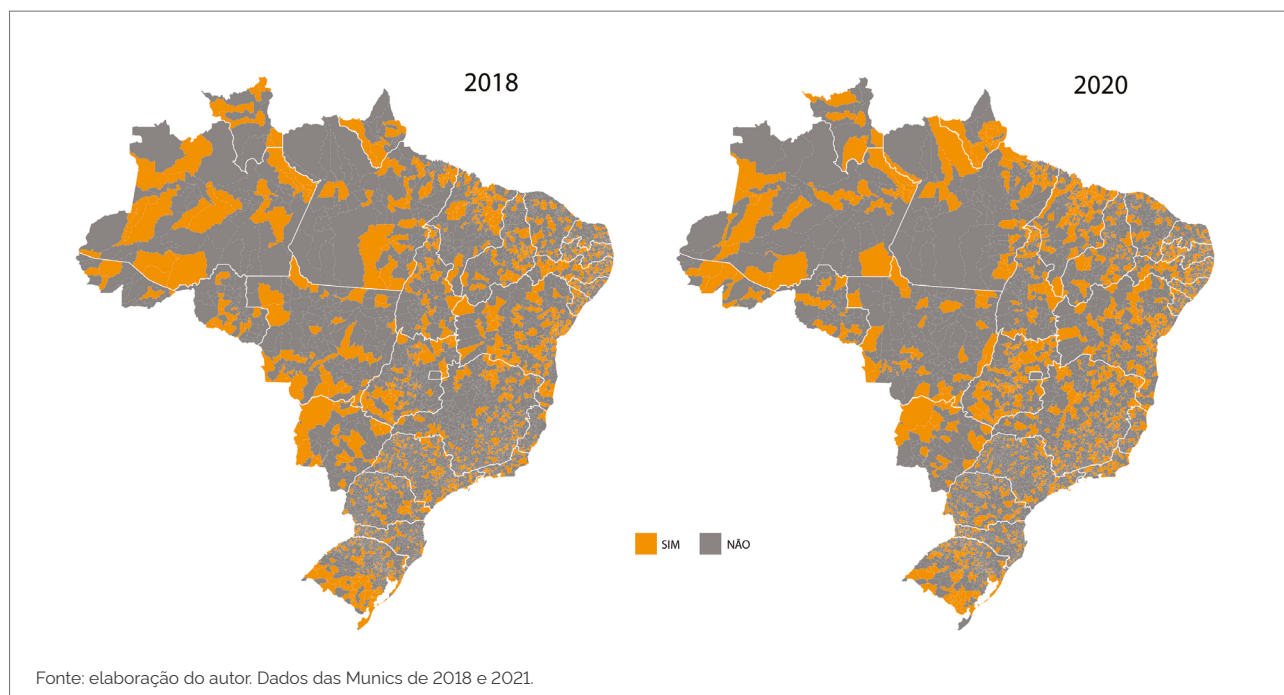 2018
2020
SIM
NÃO
Fonte: elaboração do autor. Dados das Munics de 2018 e 2021.